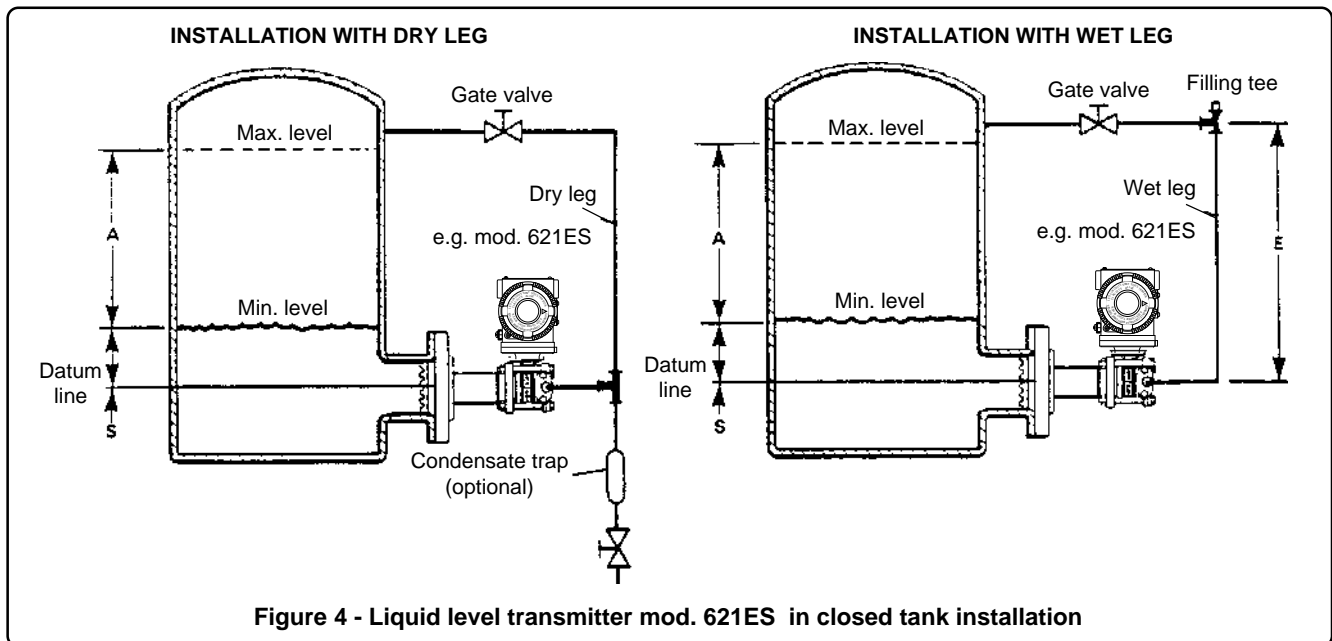 INSTALLATION WITH DRY LEG
Gate valve
Max. level
A
Dry leg
e.g. mod. 621ES
Min. level
Datum
line
S
Condensate trap
(optional)
INSTALLATION WITH WET LEG
Filling tee
Gate valve
Max. level
A
Wet leg
e.g. mod. 621ES
E
Min. level
Datum
line
S
Figure 4 - Liquid level transmitter mod. 621ES in closed tank installation